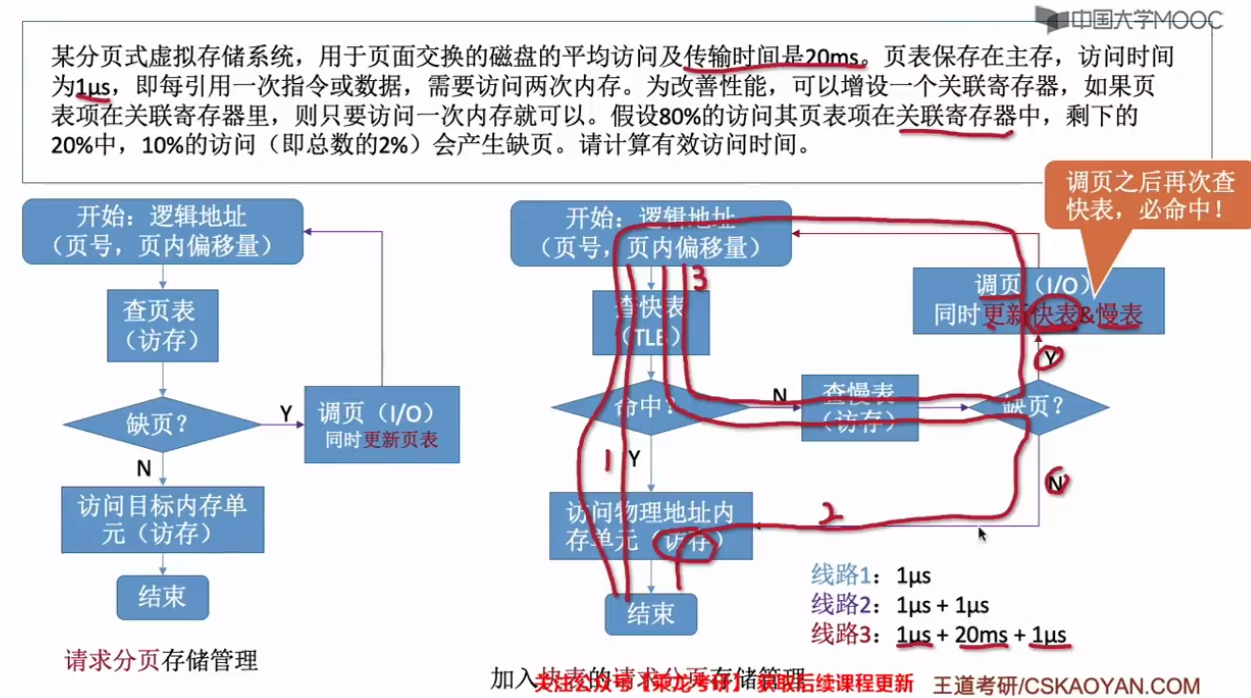 中国大学MOOC
某分页式虚拟存储系统，用于页面交换的磁盘的平均访问及传输时间是20ms。页表保存在主存，访问时间
为1μs，即每引用一次指令或数据，需要访问两次内存。为改善性能，可以增设一个关联寄存器，如果页
表项在关联寄存器里，则只要访问一次内存就可以。假设80%的访问其页表项在关联寄存器中，剩下的
20%中，10%的访问（即总数的2%）会产生缺页。请计算有效访问时间。
调页之后再次查
快表，必命中！
开始：逻辑地址
（页号，页内偏移量）
查页表
（访存）
缺页？
Y
调页（I/O）
同时更新页表
N
访问目标内存单
元（访存）
结束
请求分页存储管理
开始：逻辑地址
（页号，页内偏移量）
3
查快表
（TLB）
命中？
N
查慢表
（访存）
缺页？
Y
调页（I/O）
同时更新快表&慢表
1
Y
N
2
访问物理地址内
存单元（访存）
结束
线路1：1μs
线路2：1μs + 1μs
线路3：1μs + 20ms + 1μs
加入快表的请求分页存储管理
关注公众号【乘龙考研】获取后续课程更新
王道考研/CSKAOYAN.COM